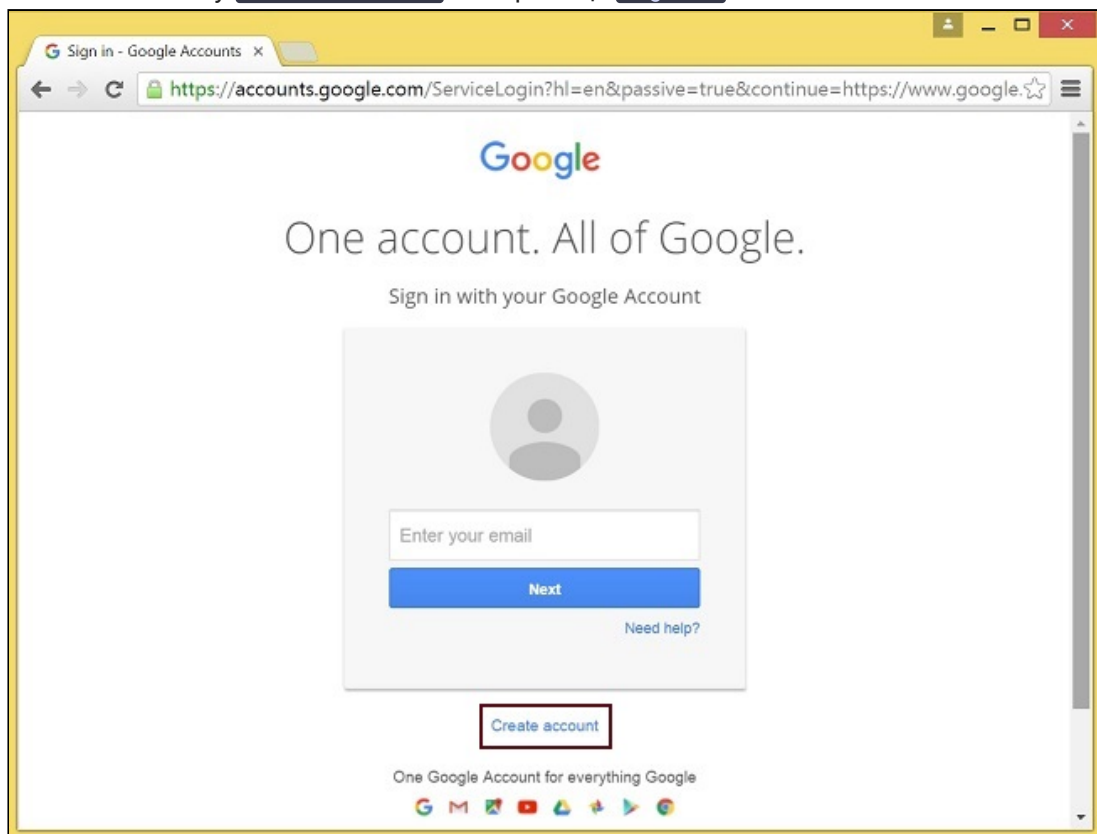 Sign in - Google Accounts
https://accounts.google.com/ServiceLogin?hl=en&passive=true&continue=https://www.google.
Google
One account. All of Google.
Sign in with your Google Account
Enter your email
Next
Need help?
Create account
One Google Account for everything Google